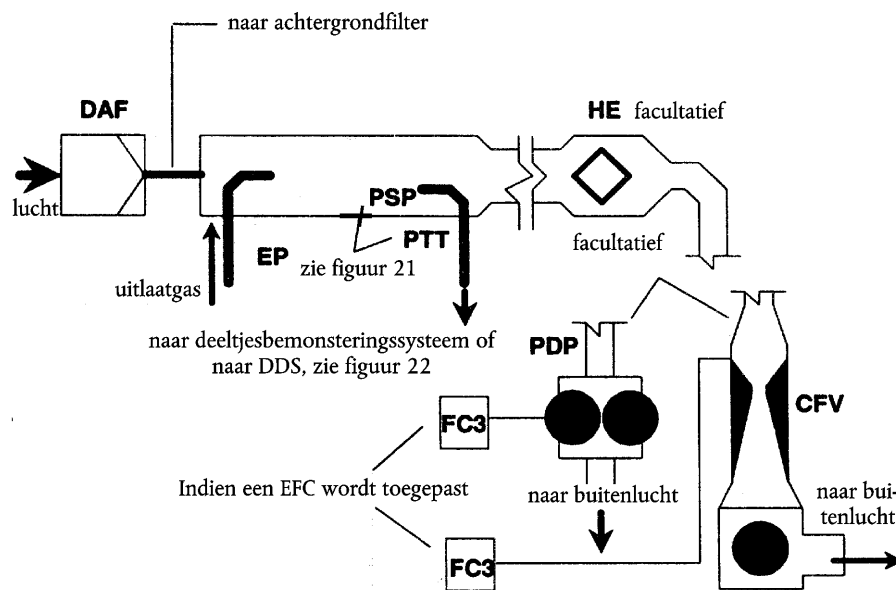 naar achtergrondfilter
DAF
HE facultatief
lucht
PSP
EP
PTT
facultatief
zie figuur 21
uitlaatgas
naar deeltjesbemonsteringssysteem of
naar DDS, zie figuur 22
PDP
CFV
FC3
Indien een EFC wordt toegepast
naar buitenlucht
naar bui-
tenlucht
FC3